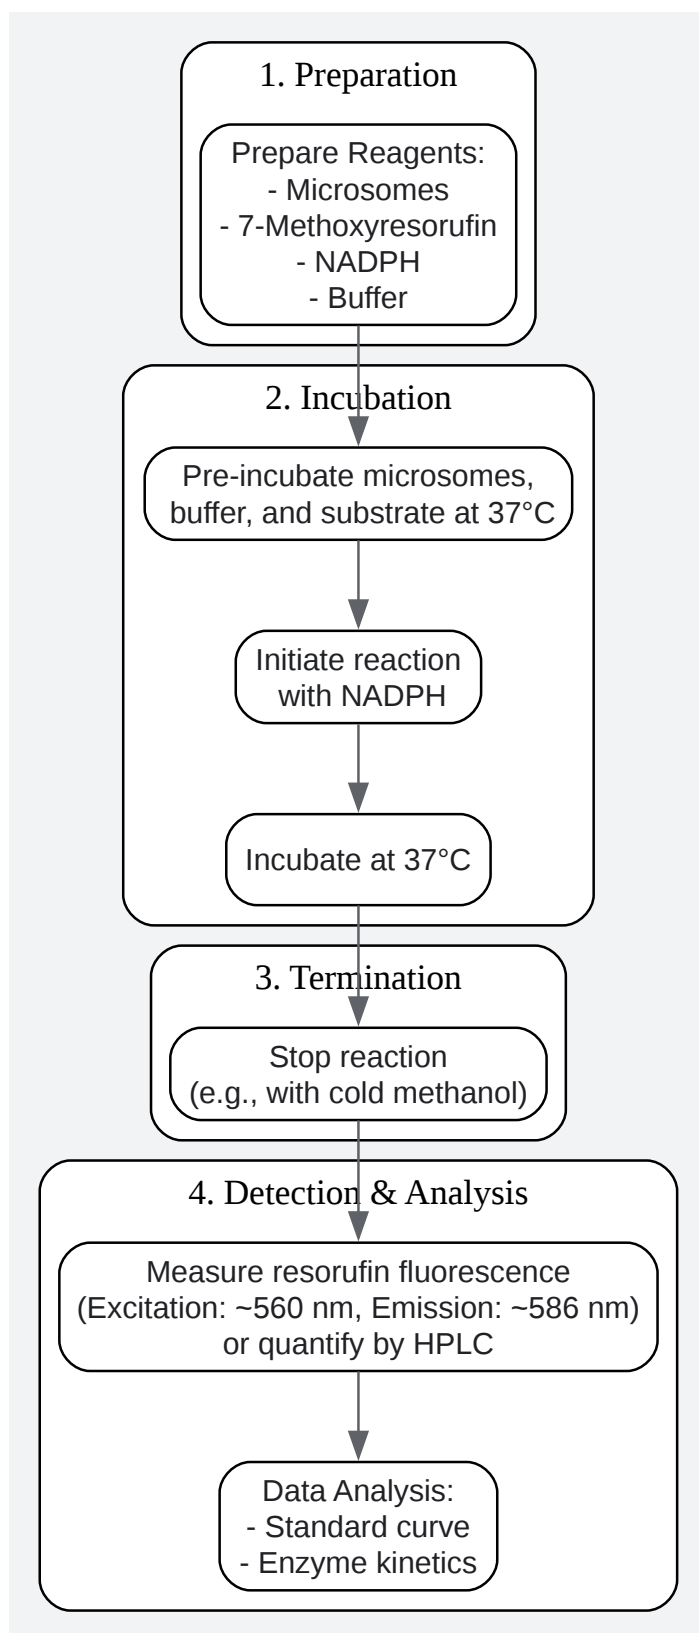 1. Preparation
Prepare Reagents:
- Microsomes
- 7-Methoxyresorufin
- NADPH
- Buffer
2. Incubation
Pre-incubate microsomes,
buffer, and substrate at 37°C
Initiate reaction
with NADPH
Incubate at 37°C
3. Termination
Stop reaction
(e.g., with cold methanol)
4. Detection & Analysis
Measure resorufin fluorescence
(Excitation: ~560 nm, Emission: ~586 nm)
or quantify by HPLC
Data Analysis:
- Standard curve
- Enzyme kinetics